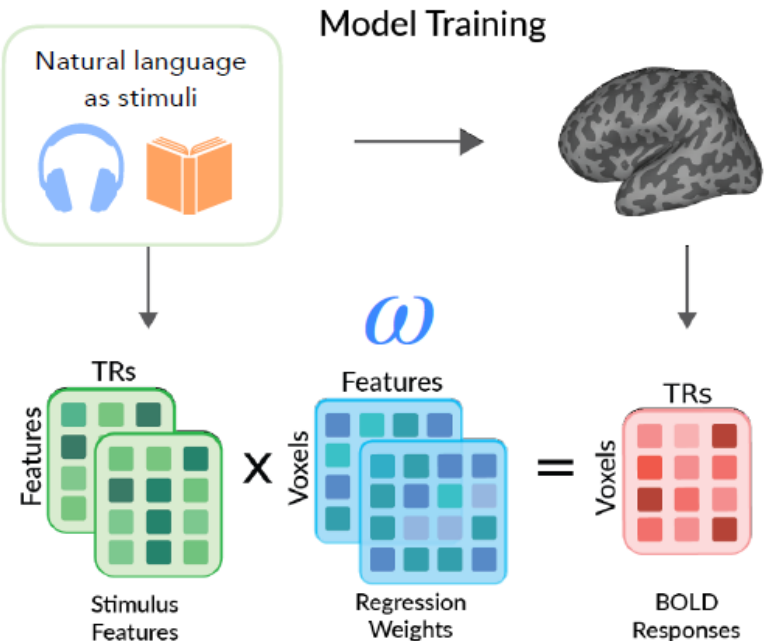 Model Training
Natural language
as stimuli
ω
TRs
Features
Features
Voxels
TRs
Voxels
x
=
Stimulus
Features
Regression
Weights
BOLD
Responses